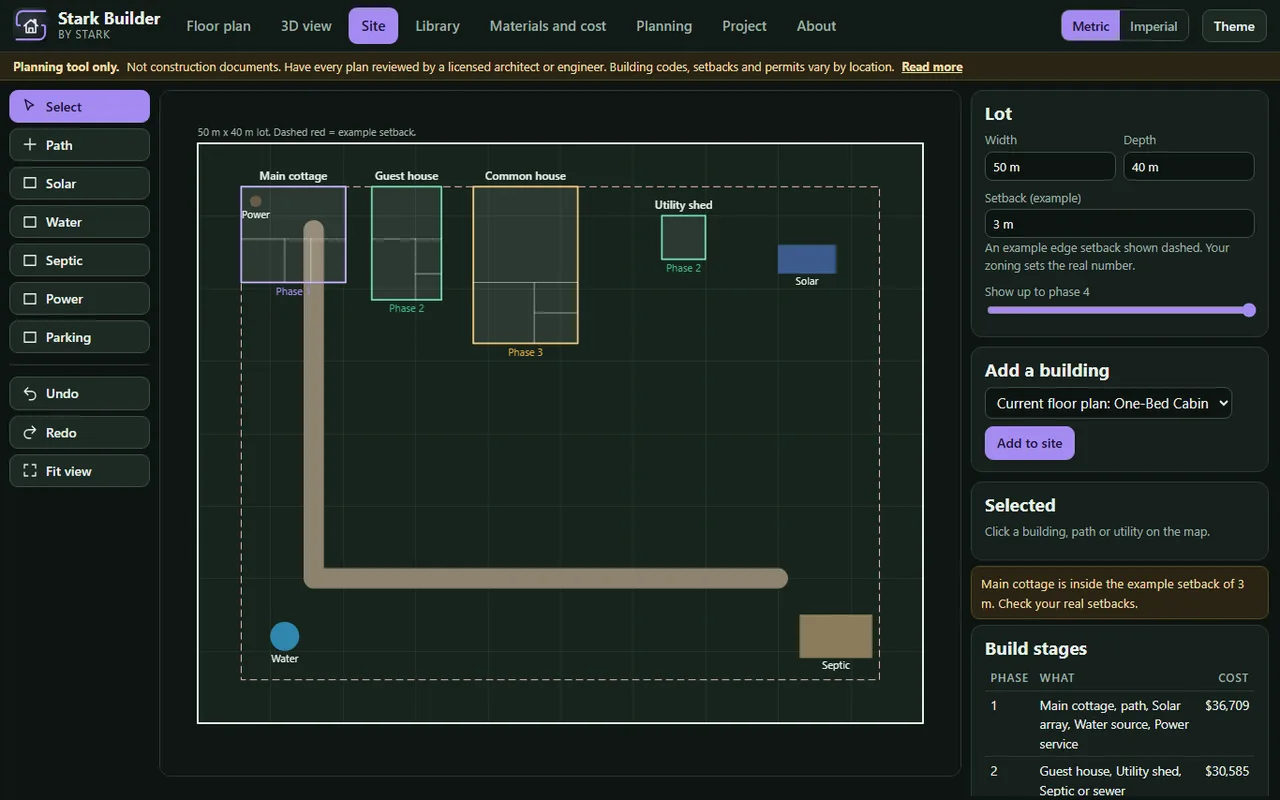 Stark Builder
BY STARK
Floor plan
3D view
Site
Library
Materials and cost
Planning
Project
About
Metric
Imperial
Theme
Planning tool only. Not construction documents. Have every plan reviewed by a licensed architect or engineer. Building codes, setbacks and permits vary by location. Read more
Select
Path
Solar
Water
Septic
Power
Parking
Undo
Redo
Fit view
50 m x 40 m lot. Dashed red = example setback.
Main cottage
Guest house
Common house
Utility shed
Power
Phase 2
Solar
Phase
Phase 2
Phase 3
Water
Septic
Lot
Width
Depth
50 m
40 m
Setback (example)
3 m
An example edge setback shown dashed. Your
zoning sets the real number.
Show up to phase 4
Add a building
Current floor plan: One-Bed Cabin
Add to site
Selected
Click a building, path or utility on the map.
Main cottage is inside the example setback of 3
m. Check your real setbacks.
Build stages
PHASE WHAT COST
1 Main cottage, path, Solar $36,709
array, Water source, Power
service
2 Guest house, Utility shed, $30,585
Septic or sewer